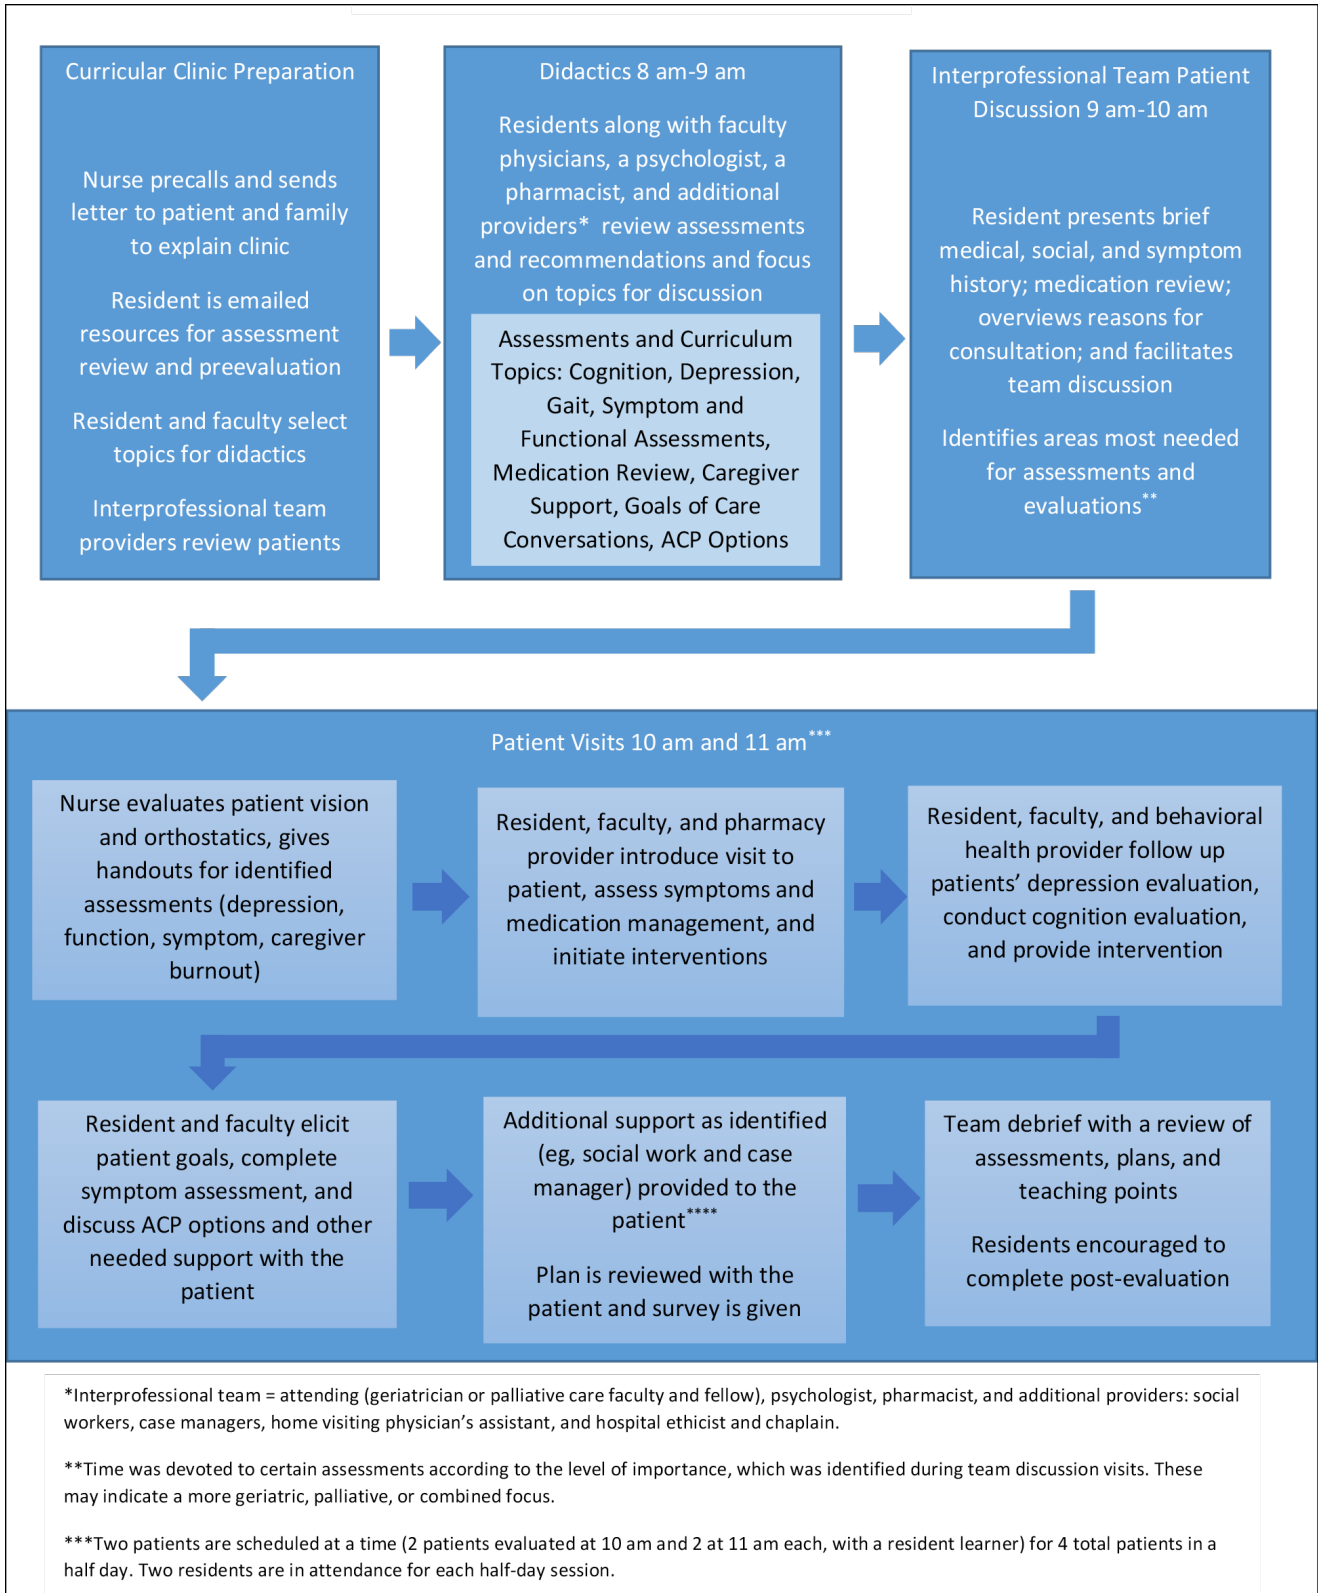 Curricular Clinic Preparation
Nurse precalls and sends
letter to patient and family
to explain clinic
Resident is emailed
resources for assessment
review and preevaluation
Resident and faculty select
topics for didactics
Interprofessional team
providers review patients
Didactics 8 am-9 am
Residents along with faculty
physicians, a psychologist, a
pharmacist, and additional
providers* review assessments
and recommendations and focus
on topics for discussion
Assessments and Curriculum
Topics: Cognition, Depression,
Gait, Symptom and
Functional Assessments,
Medication Review, Caregiver
Support, Goals of Care
Conversations, ACP Options
Interprofessional Team Patient
Discussion 9 am-10 am
Resident presents brief
medical, social, and symptom
history; medication review;
overviews reasons for
consultation; and facilitates
team discussion
Identifies areas most needed
for assessments and
evaluations**
Patient Visits 10 am and 11 am***
Nurse evaluates patient vision
and orthostatics, gives
handouts for identified
assessments (depression,
function, symptom, caregiver
burnout)
Resident, faculty, and pharmacy
provider introduce visit to
patient, assess symptoms and
medication management, and
initiate interventions
Resident, faculty, and behavioral
health provider follow up
patients’ depression evaluation,
conduct cognition evaluation,
and provide intervention
Resident and faculty elicit
patient goals, complete
symptom assessment, and
discuss ACP options and other
needed support with the
patient
Additional support as identified
(eg, social work and case
manager) provided to the
patient****
Plan is reviewed with the
patient and survey is given
Team debrief with a review of
assessments, plans, and
teaching points
Residents encouraged to
complete post-evaluation
*Interprofessional team = attending (geriatrician or palliative care faculty and fellow), psychologist, pharmacist, and additional providers: social
workers, case managers, home visiting physician’s assistant, and hospital ethicist and chaplain.
**Time was devoted to certain assessments according to the level of importance, which was identified during team discussion visits. These
may indicate a more geriatric, palliative, or combined focus.
***Two patients are scheduled at a time (2 patients evaluated at 10 am and 2 at 11 am each, with a resident learner) for 4 total patients in a
half day. Two residents are in attendance for each half-day session.